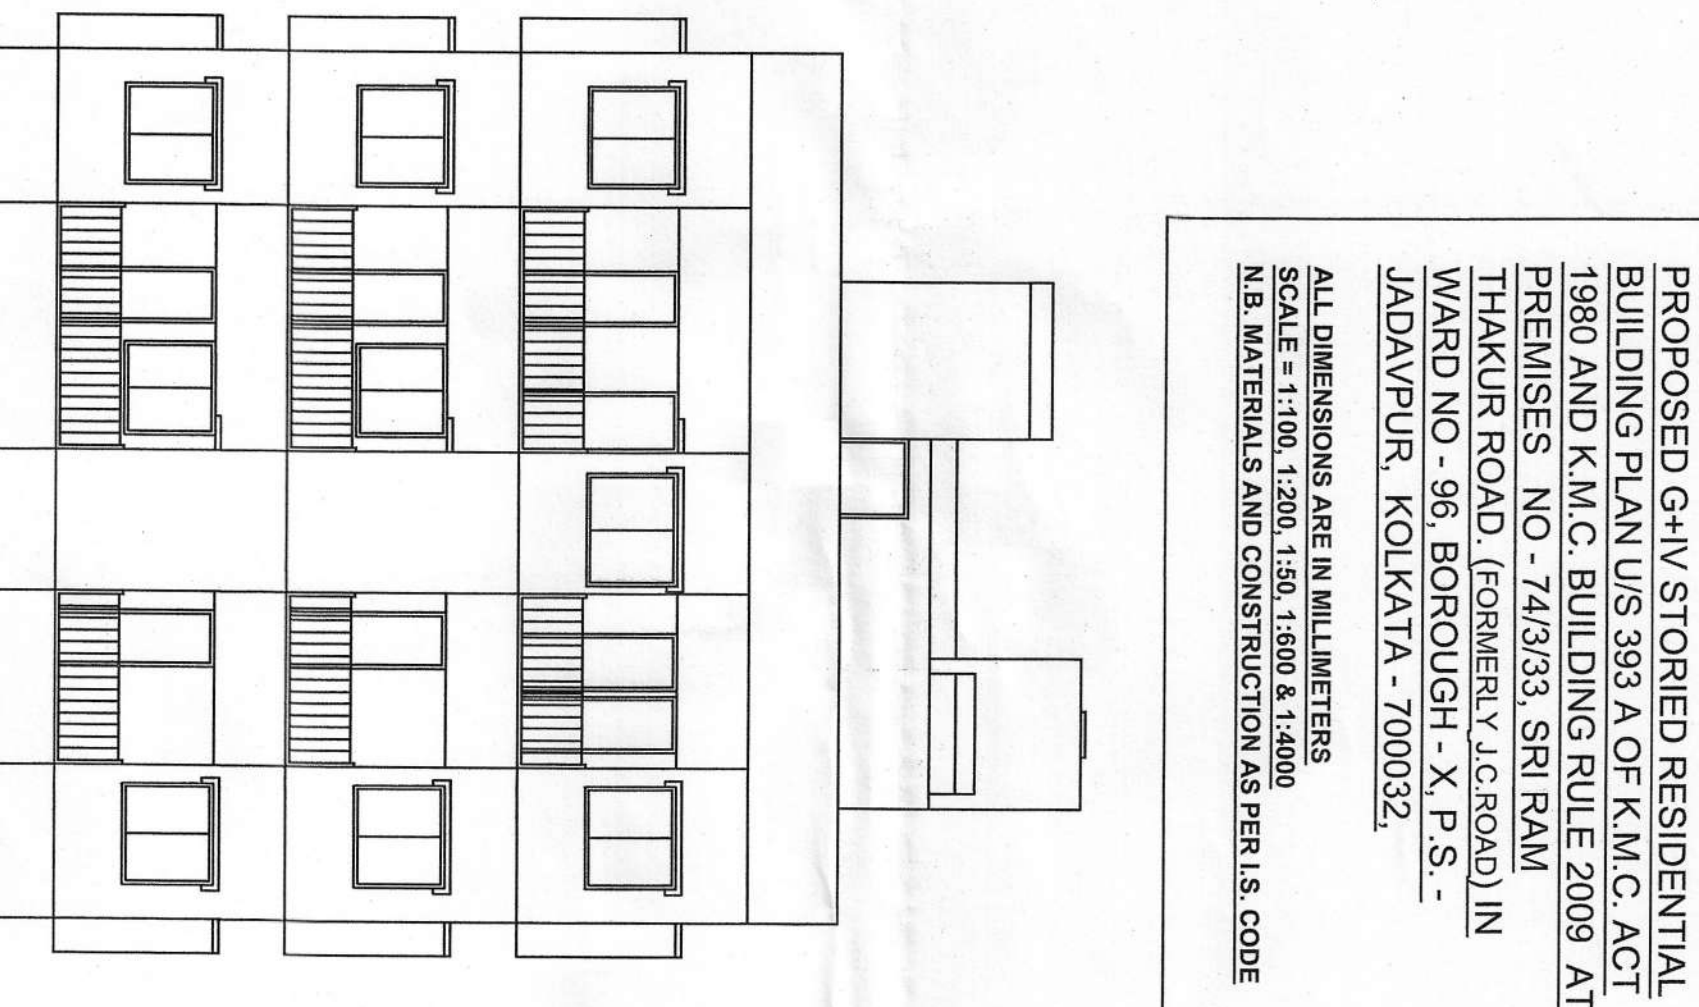 PROPOSED G+IV STORIED RESIDENTIAL
BUILDING PLAN U/S 393 A OF K.M.C. ACT
1980 AND K.M.C. BUILDING RULE 2009 AT
PREMISES NO - 74/3/33, SRI RAM
THAKUR ROAD. (FORMERLY J.C.ROAD) IN
WARD NO - 96, BOROUGH - X, P.S. -
JADAVPUR, KOLKATA - 700032,
ALL DIMENSIONS ARE IN MILLIMETERS
SCALE = 1:100, 1:200, 1:50, 1:600 & 1:4000
N.B. MATERIALS AND CONSTRUCTION AS PER I.S. CODE